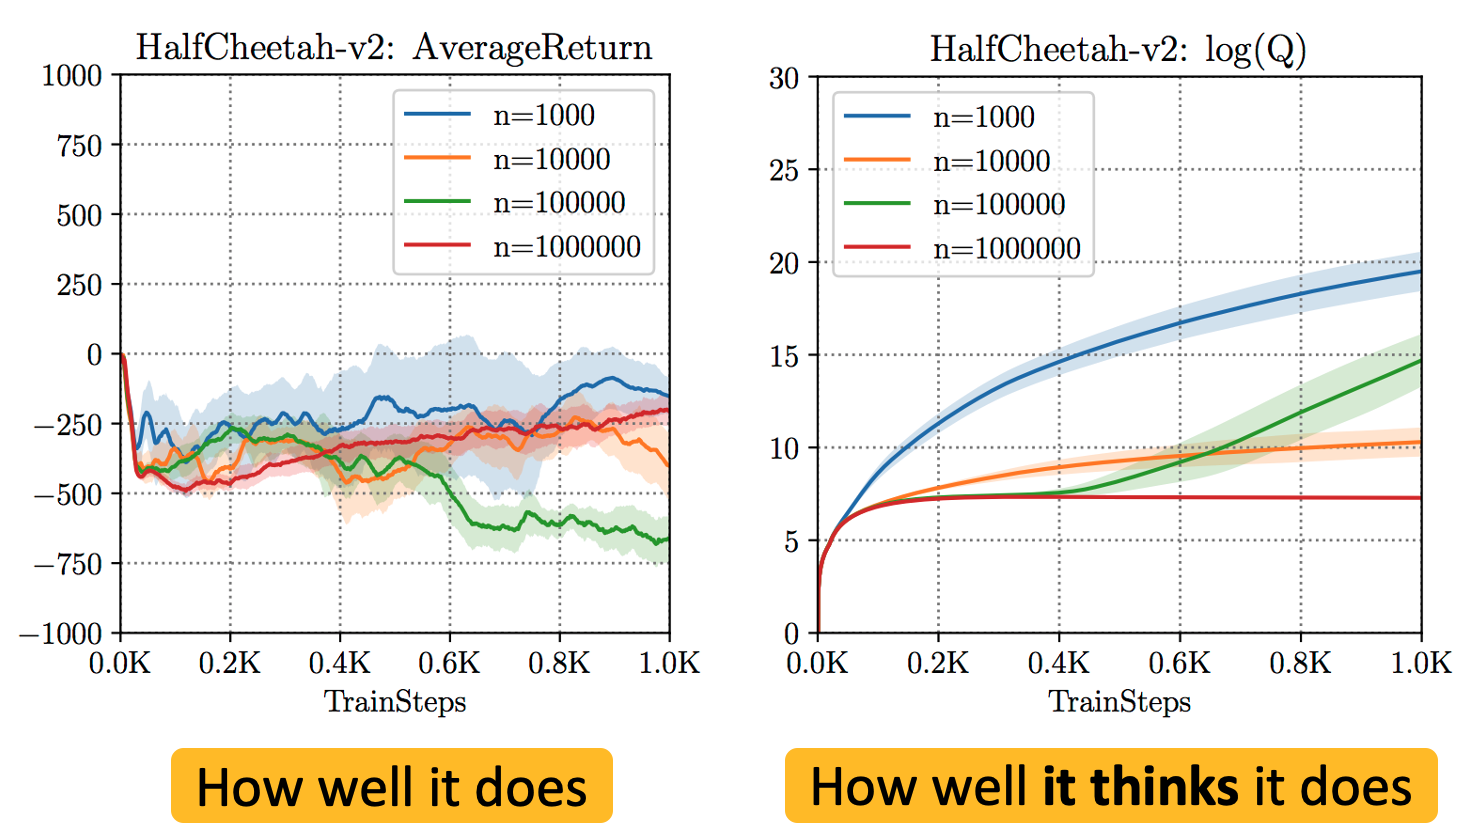 HalfCheetah-v2: AverageReturn
1000
750
500
250
0
−250
−500
−750
−1000
0.0K 0.2K 0.4K 0.6K 0.8K 1.0K
TrainSteps
n=1000
n=10000
n=100000
n=1000000
How well it does
HalfCheetah-v2: log(Q)
30
25
20
15
10
5
0
0.0K 0.2K 0.4K 0.6K 0.8K 1.0K
TrainSteps
n=1000
n=10000
n=100000
n=1000000
How well it thinks it does